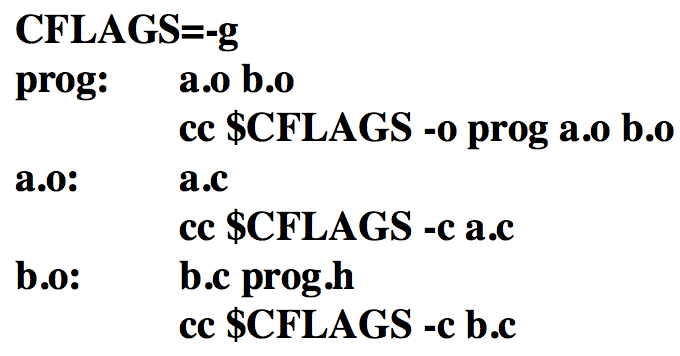 CFLAGS=-g
prog: a.o b.o
cc $CFLAGS -o prog a.o b.o
a.o: a.c
cc $CFLAGS -c a.c
b.o: b.c prog.h
cc $CFLAGS -c b.c